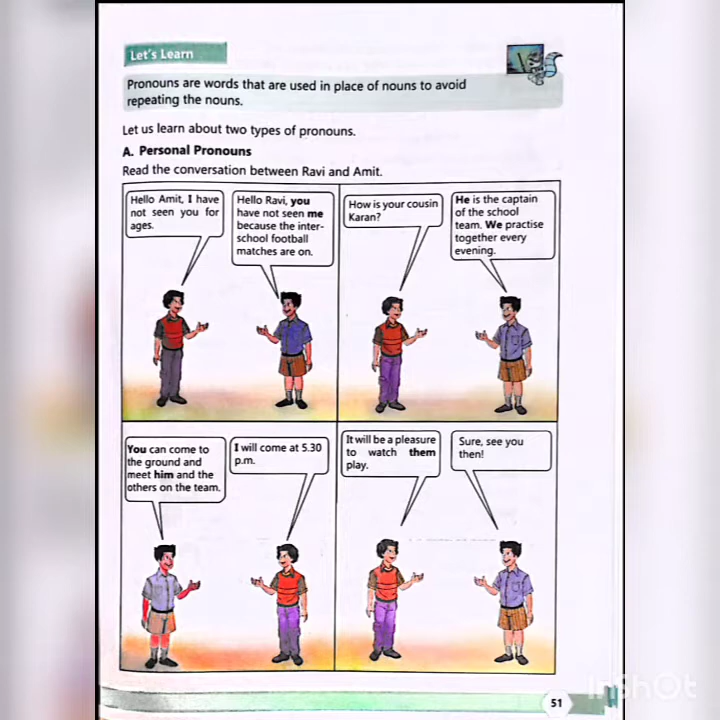 Let's Learn
Pronouns are words that are used in place of nouns to avoid
repeating the nouns.
Let us learn about two types of pronouns.
A. Personal Pronouns
Read the conversation between Ravi and Amit.
Hello Amit, I have
not seen you for
ages.
Hello Ravi, you
have not seen me
because the inter-
school football
matches are on.
How is your cousin
Karan?
He is the captain
of the school
team. We practise
together every
evening.
You can come to
the ground and
meet him and the
others on the team.
I will come at 5.30
p.m.
It will be a pleasure
to watch them
play.
Sure, see you
then!
51
InShOt